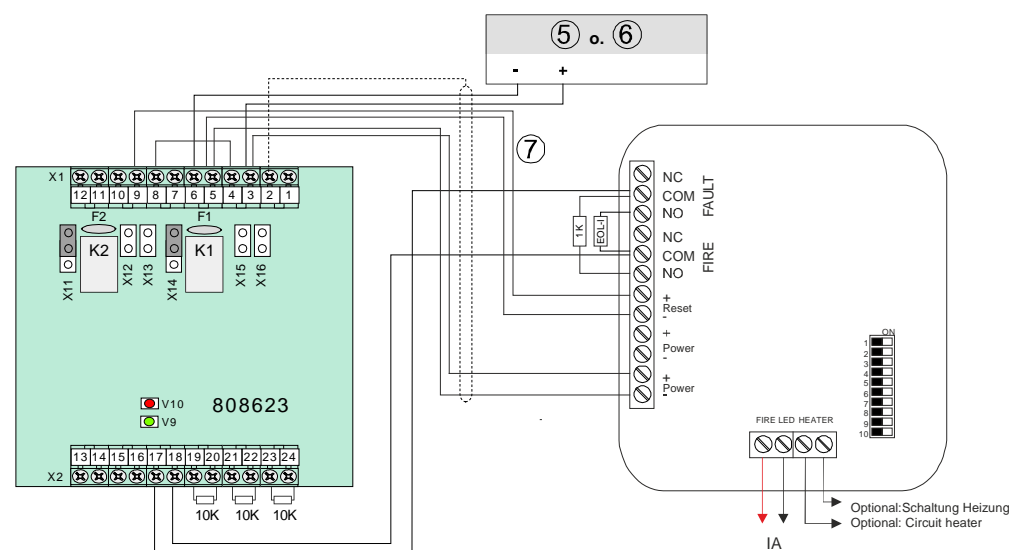 ⑤ o. ⑥
- +
⑦
X1
12 11 10 9 8 7 6 5 4 3 2 1
F2 F1
K2 K1
X11 X12 X13 X14 X15 X16
V10
V9
808623
13 14 15 16 17 18 19 20 21 22 23 24
X2
10K 10K 10K
NC
COM
NO
FAULT
NC
COM
NO
FIRE
1K
EOL-I
+
Reset
-
+
Power
-
+
Power
-
ON
1
2
3
4
5
6
7
8
9
10
FIRE LED HEATER
Optional:Schaltung Heizung
Optional: Circuit heater
IA